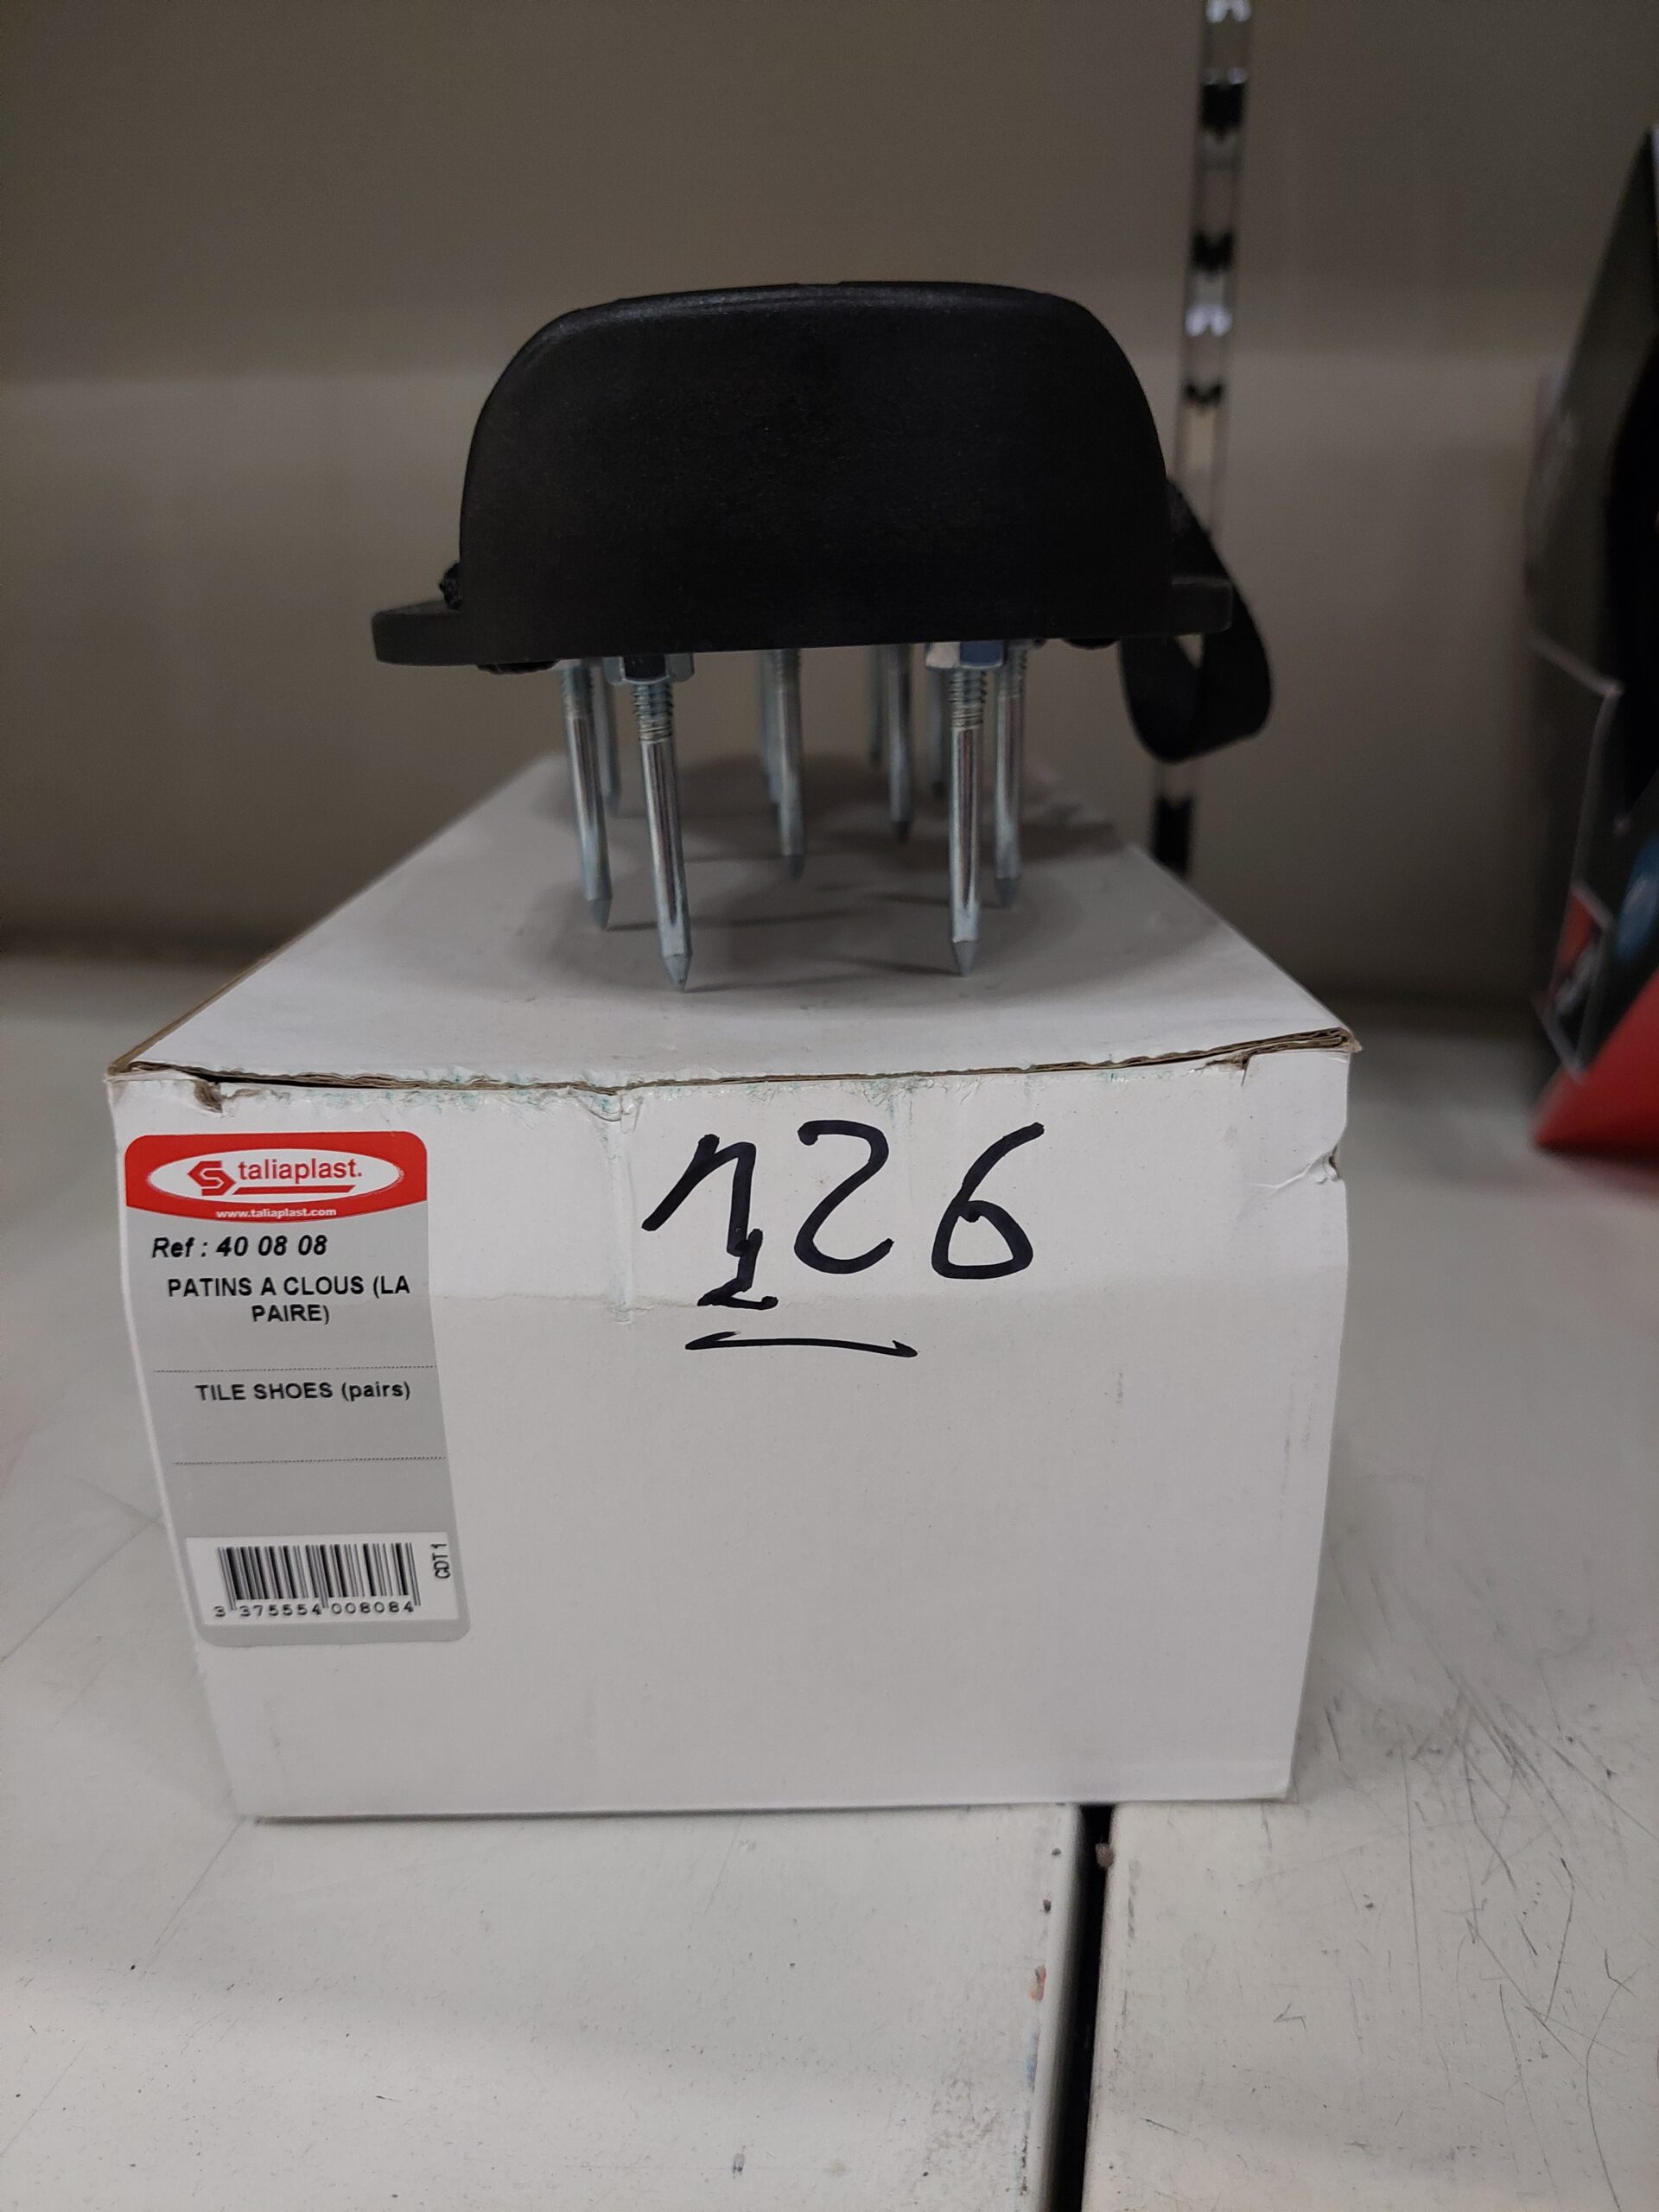 taliaplast.
www.taliaplast.com
Ref : 40 08 08
PATINS A CLOUS (LA
PAIRE)
TILE SHOES (pairs)
CDT1
3 375554 008084
126